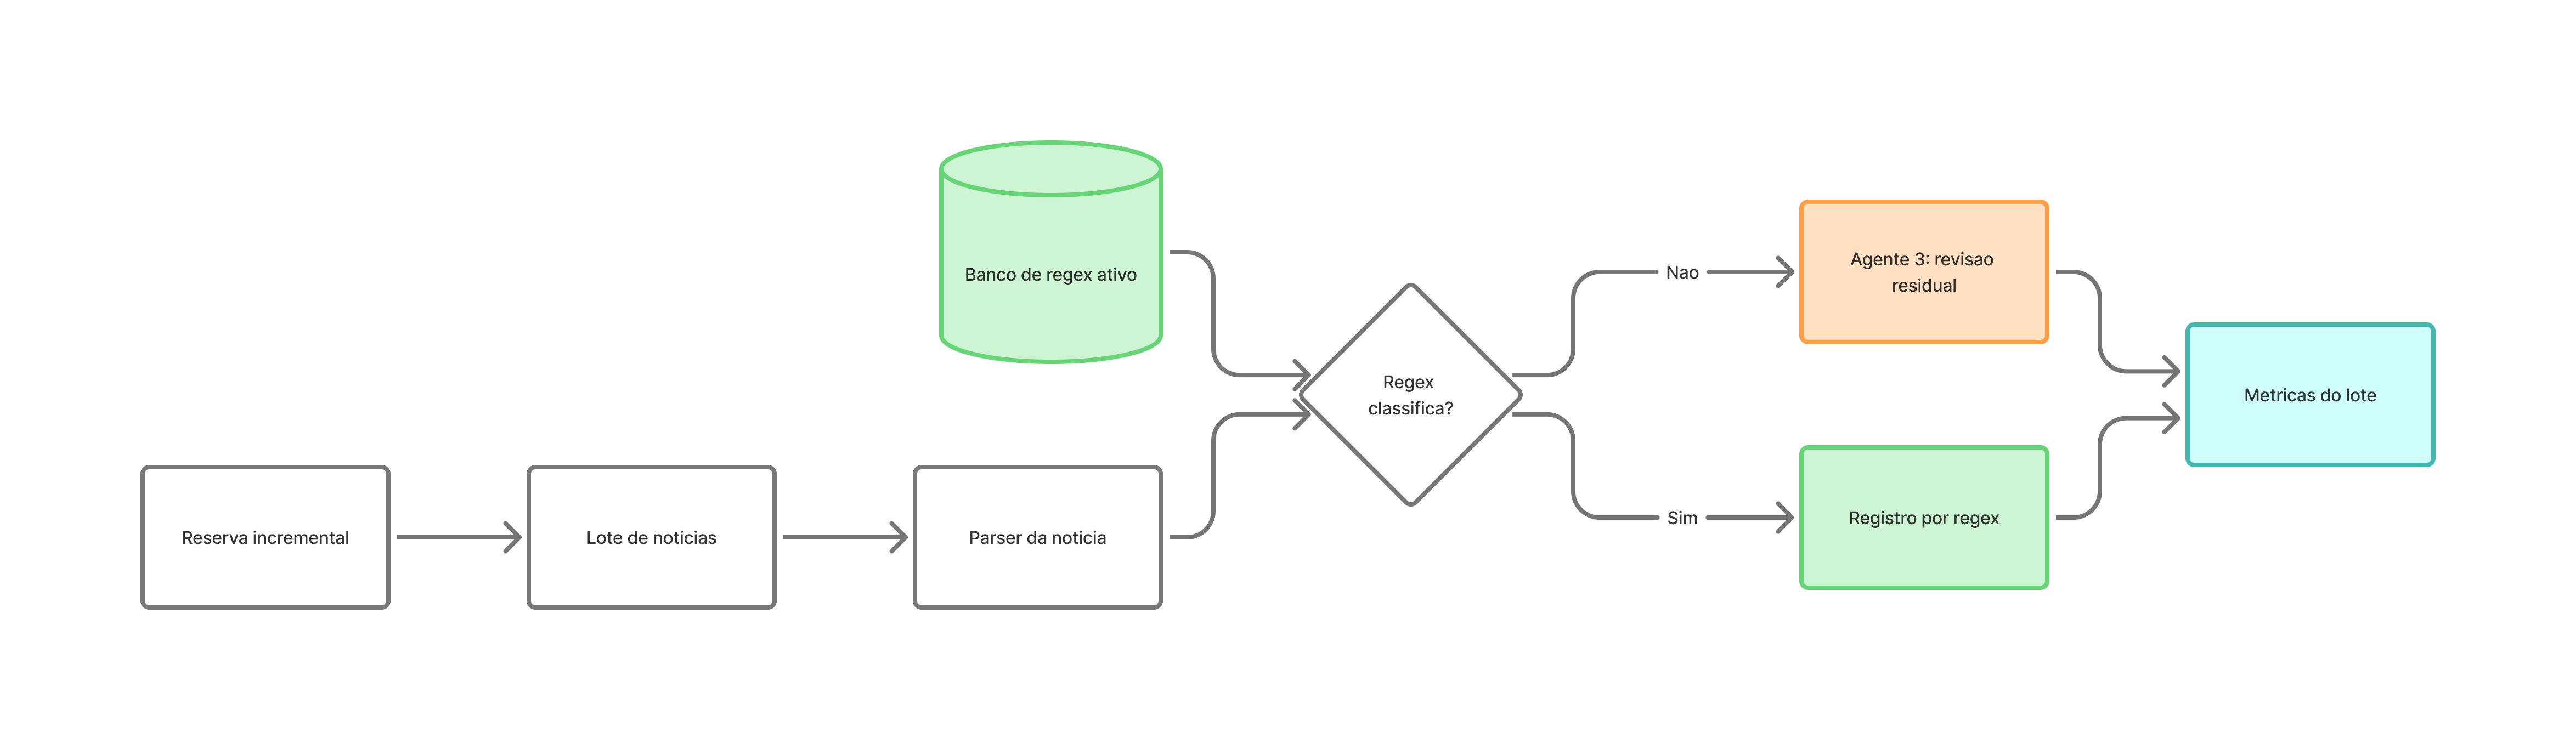 Banco de regex ativo
Reserva incremental
Lote de noticias
Parser da noticia
Regex
classifica?
Nao
Sim
Agente 3: revisao
residual
Registro por regex
Metricas do lote